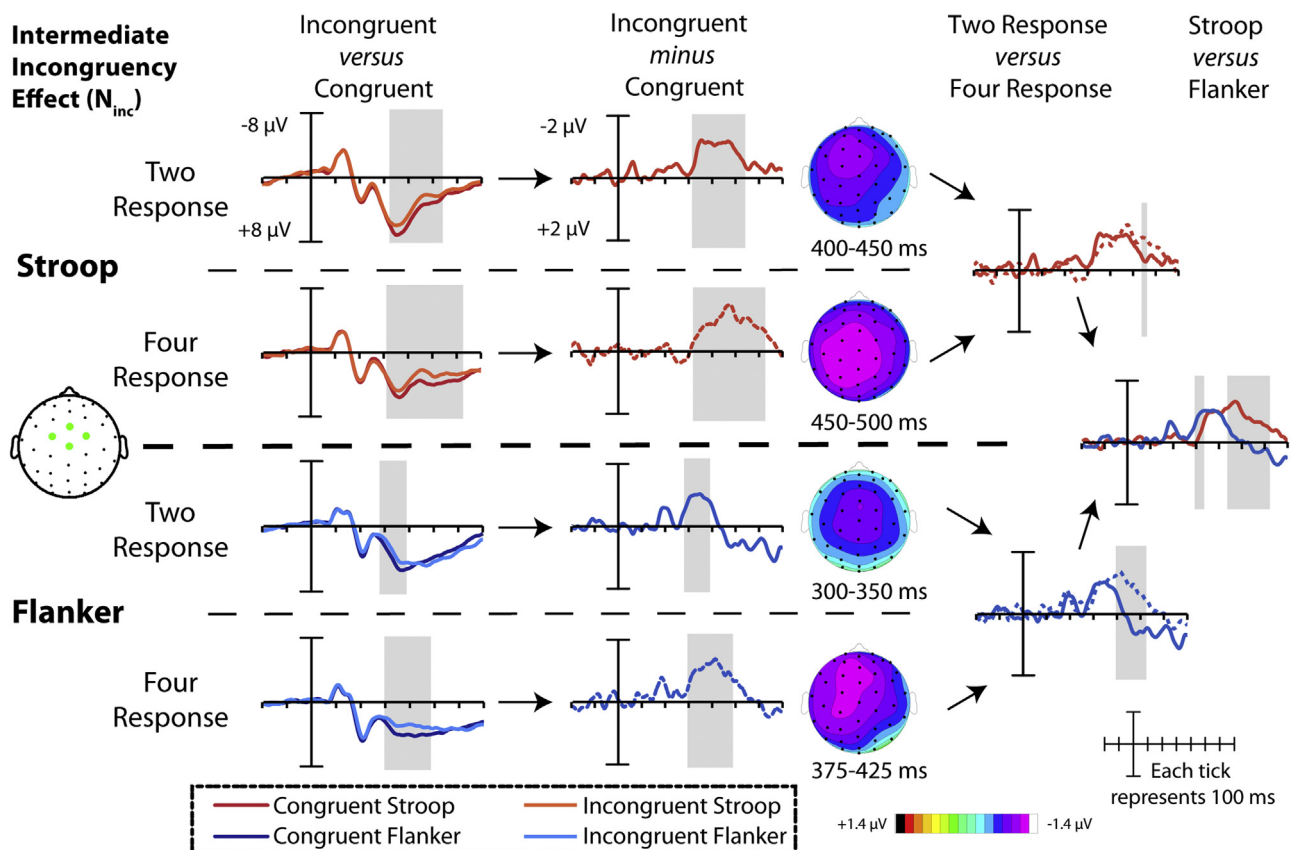 Intermediate
Incongruency
Effect (Ninc)
Incongruent
versus
Congruent
Incongruent
minus
Congruent
Two Response
versus
Four Response
Stroop
versus
Flanker
-8 µV
+8 µV
-2 µV
+2 µV
Two
Response
400-450 ms
Stroop
Four
Response
450-500 ms
Two
Response
300-350 ms
Flanker
Four
Response
375-425 ms
Each tick
represents 100 ms
Congruent Stroop
Incongruent Stroop
Congruent Flanker
Incongruent Flanker
+1.4 µV
-1.4 µV